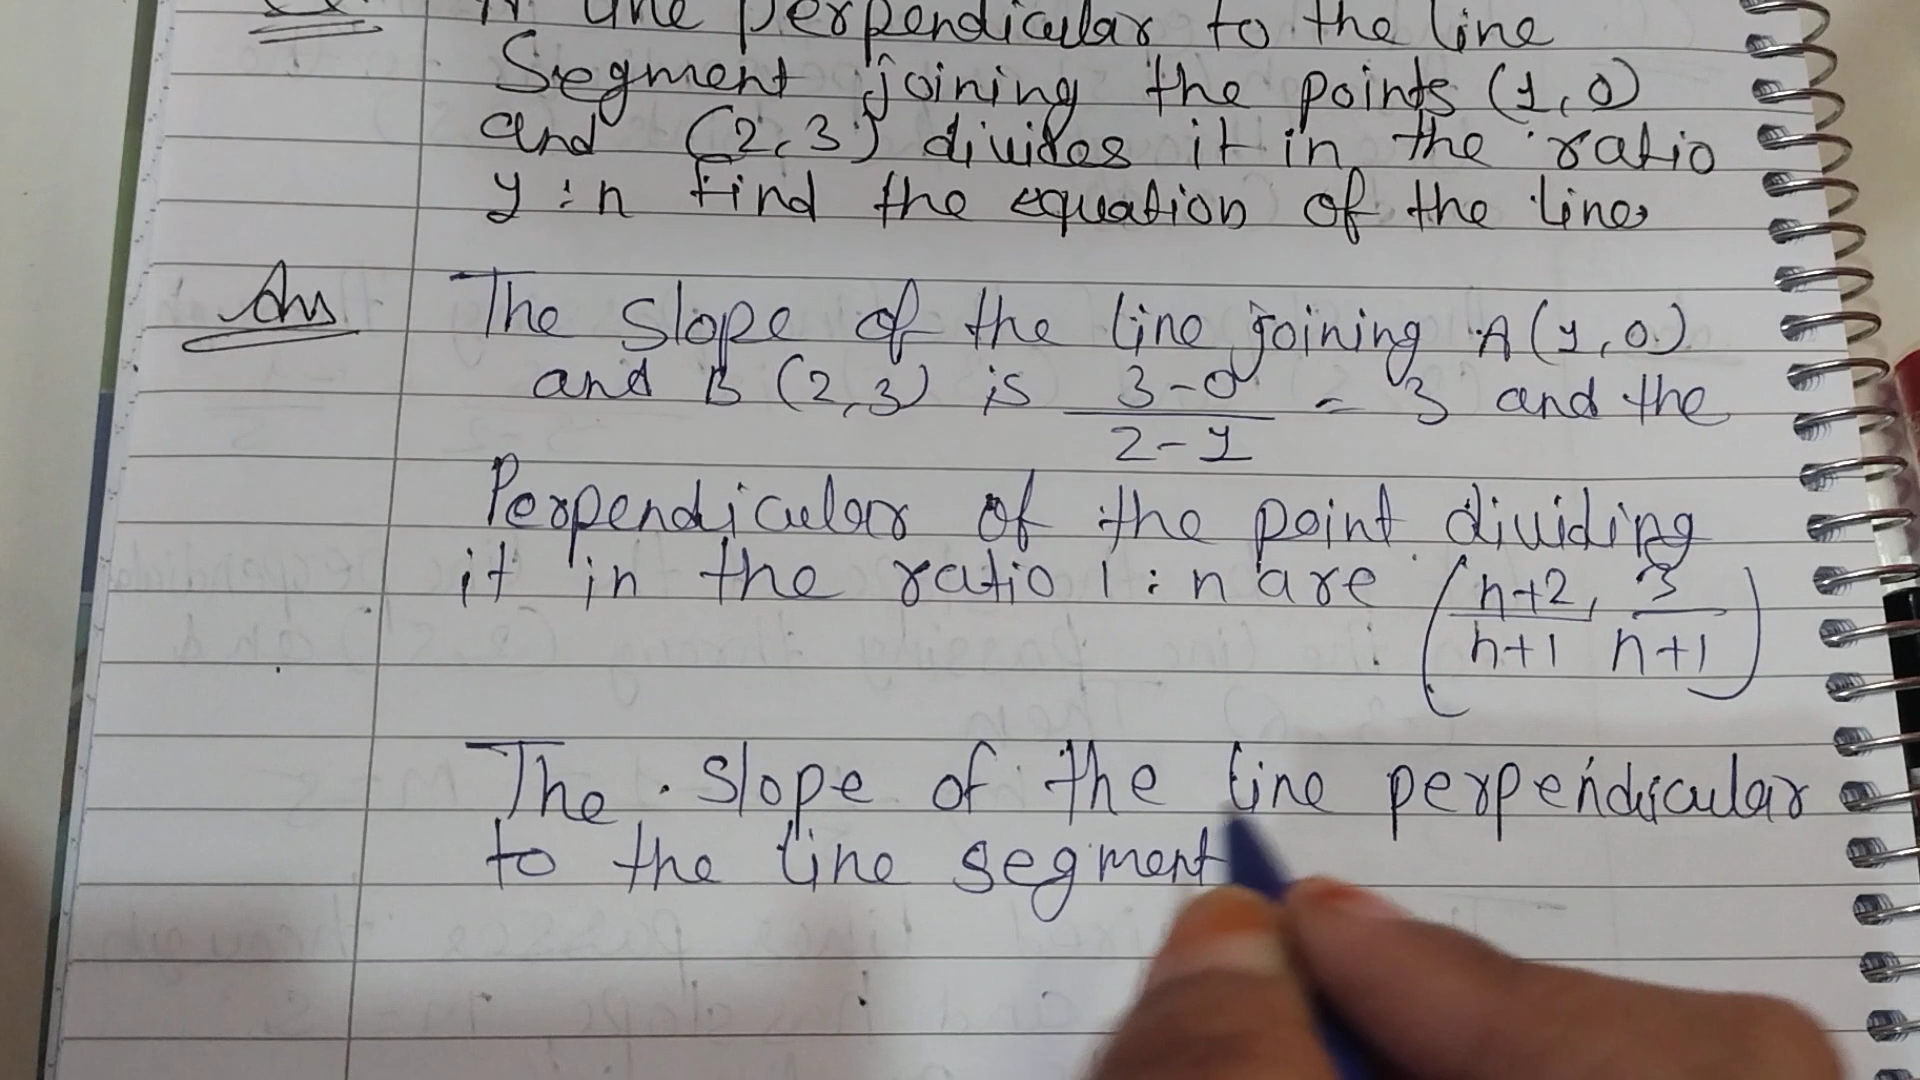 A line perpendicular to the line
Segment joining the points (1,0)
and (2,3) divides it in the ratio
1:n find the equation of the line
Ans
The Slope of the line joining A(1,0)
and B (2,3) is 3-0/2-1 = 3 and the
Perpendicular of the point dividing
it in the ratio 1:n are (n+2/n+1, 3/n+1)
The slope of the line perpendicular
to the line segment